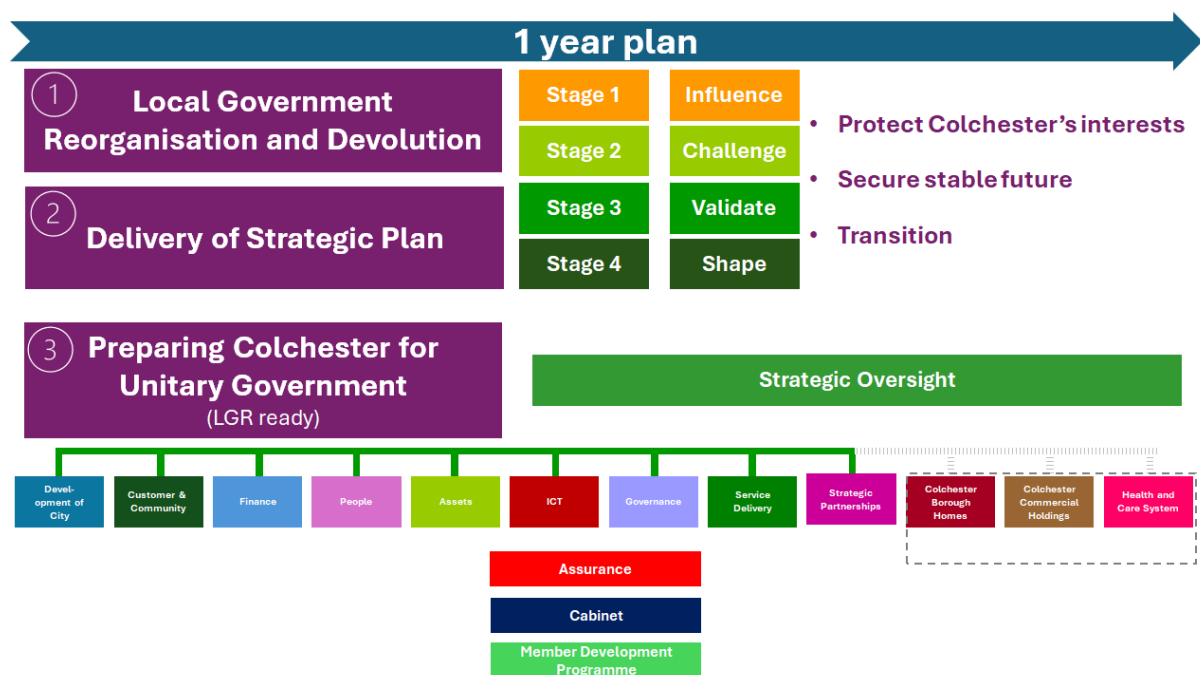 1 year plan
1
Local Government
Reorganisation and Devolution
2
Delivery of Strategic Plan
Stage 1
Influence
Stage 2
Challenge
Stage 3
Validate
Stage 4
Shape
• Protect Colchester's interests
• Secure stable future
• Transition
3
Preparing Colchester for
Unitary Government
(LGR ready)
Strategic Oversight
Devel-
opment of
City
Customer &
Community
Finance
People
Assets
ICT
Governance
Service
Delivery
Strategic
Partnerships
Colchester
Borough
Homes
Colchester
Commercial
Holdings
Health and
Care System
Assurance
Cabinet
Member Development
Programme